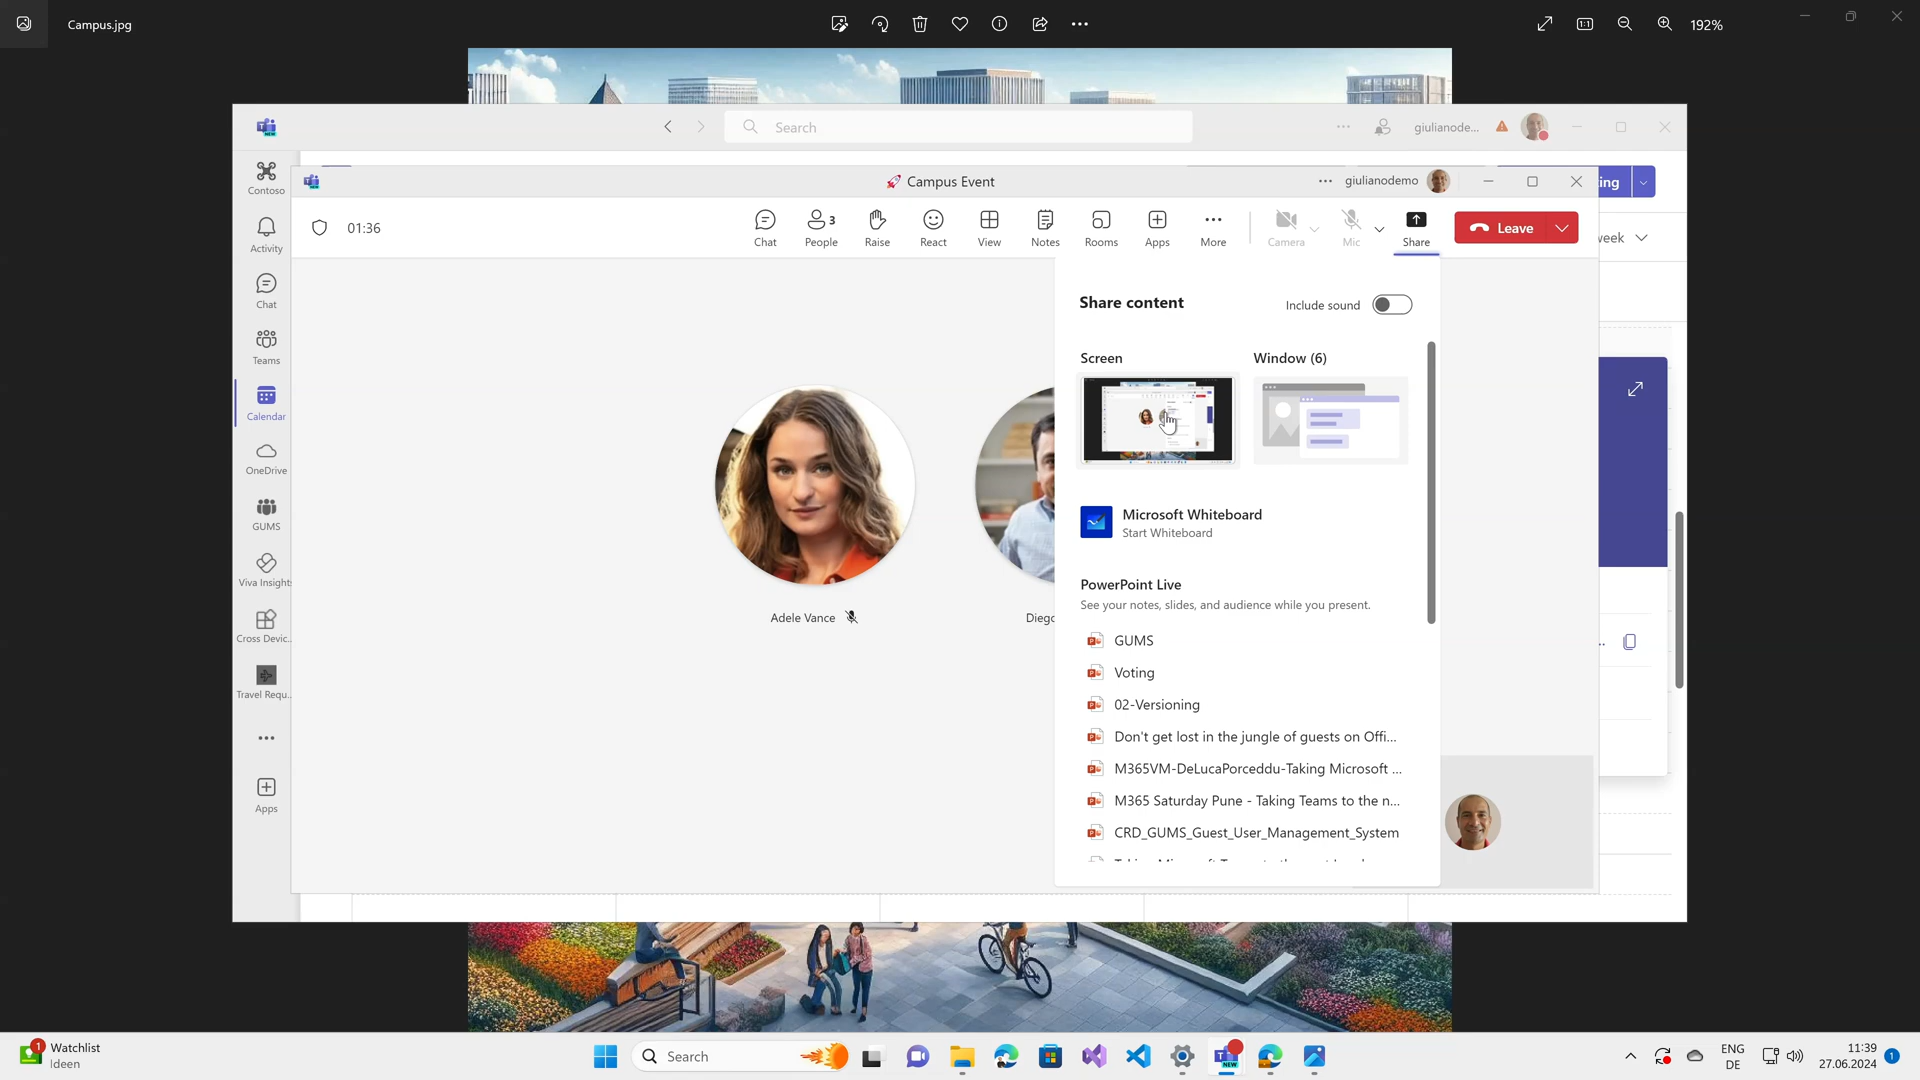 Campus.jpg
192%
Search
giulianode...
Contoso
Activity
Chat
Teams
Calendar
OneDrive
GUMS
Viva Insights
Cross Devic...
Travel Requ...
Apps
🚀 Campus Event
giulianodemo
ing
01:36
Chat
People
3
Raise
React
View
Notes
Rooms
Apps
More
Camera
Mic
Share
Leave
week
Share content
Include sound
Screen
Window (6)
Microsoft Whiteboard
Start Whiteboard
PowerPoint Live
See your notes, slides, and audience while you present.
GUMS
Voting
02-Versioning
Don't get lost in the jungle of guests on Offi...
M365VM-DeLucaPorceddu-Taking Microsoft ...
M365 Saturday Pune - Taking Teams to the n...
CRD_GUMS_Guest_User_Management_System
Adele Vance
Diego
1
Watchlist
Ideen
Search
NEW
ENG
DE
11:39
27.06.2024
1